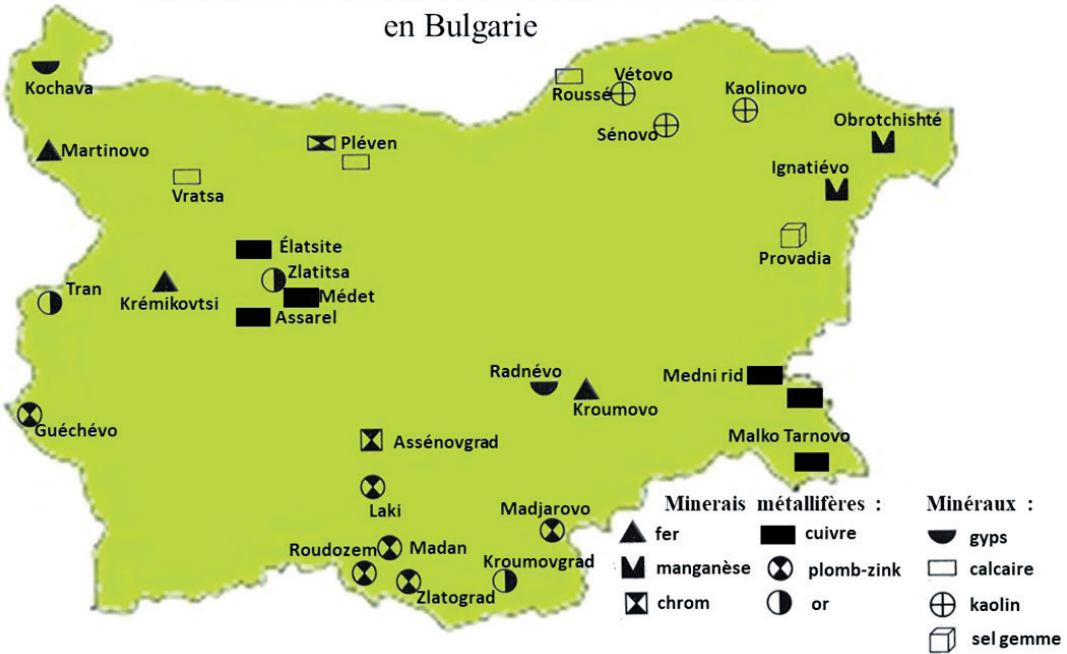 en Bulgarie
Kochava
Vétovo
Roussé
Kaolinovo
Sénovo
Obrotchishté
Martinovo
Pléven
Ignatiévo
Vratsa
Élatsite
Provadia
Zlatitsa
Tran
Krémikovtsi
Médet
Assarel
Radnévo
Medni rid
Kroumovo
Guéchévo
Assénovgrad
Malko Tarnovo
Laki
Madjarovo
Roudozem
Madan
Kroumovgrad
Zlatograd
Minerais métallifères :
fer
cuivre
manganèse
plomb-zink
chrom
or
Minéraux :
gyps
calcaire
kaolin
sel gemme